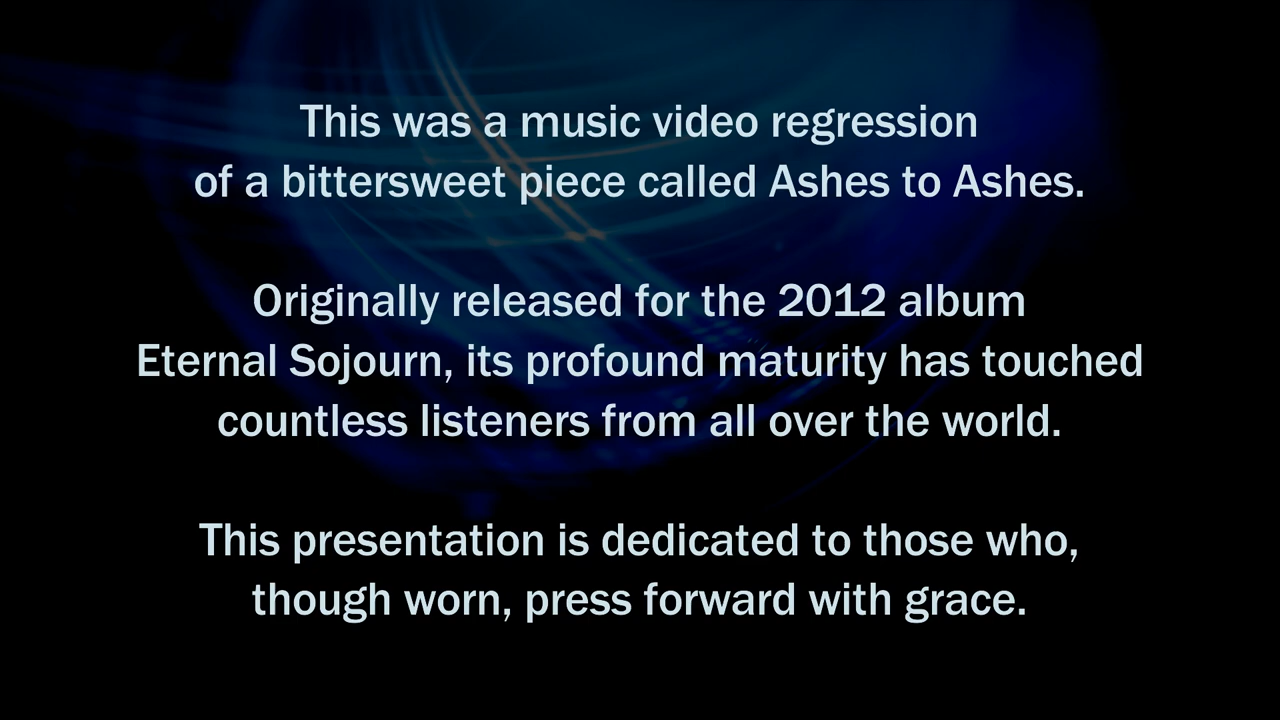 This was a music video regression
of a bittersweet piece called Ashes to Ashes.
Originally released for the 2012 album
Eternal Sojourn, its profound maturity has touched
countless listeners from all over the world.
This presentation is dedicated to those who,
though worn, press forward with grace.